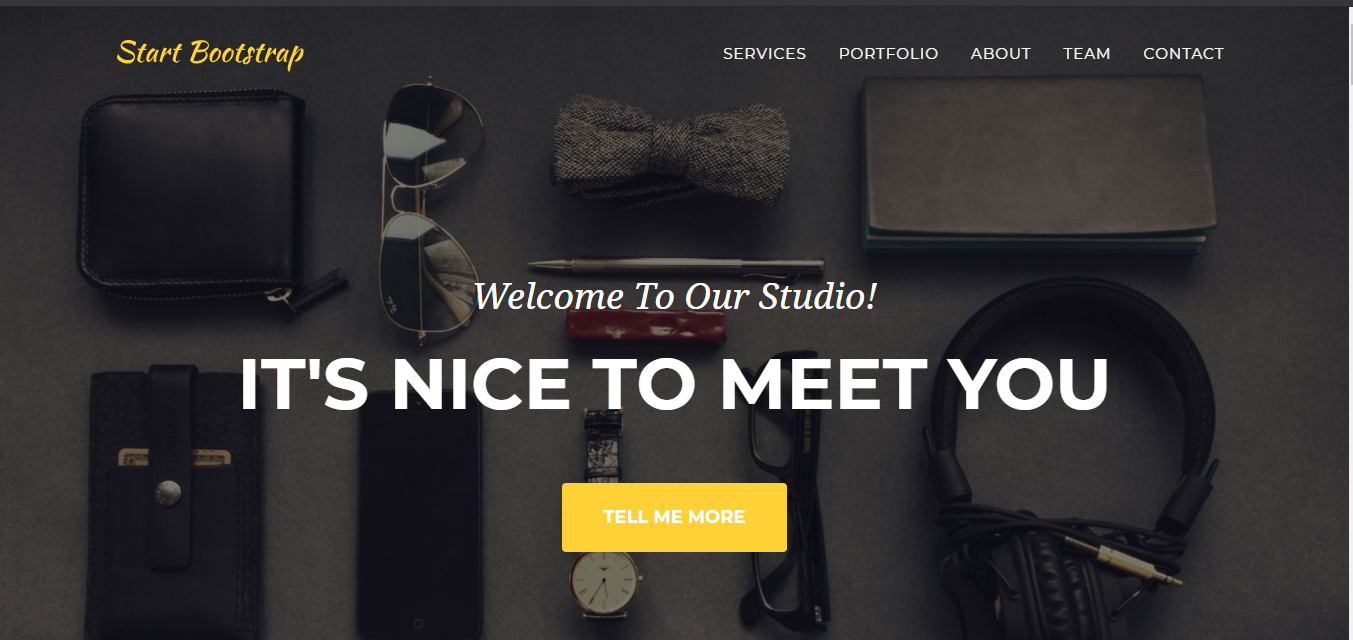 Start Bootstrap
SERVICES PORTFOLIO ABOUT TEAM CONTACT
Welcome To Our Studio!
IT'S NICE TO MEET YOU
TELL ME MORE